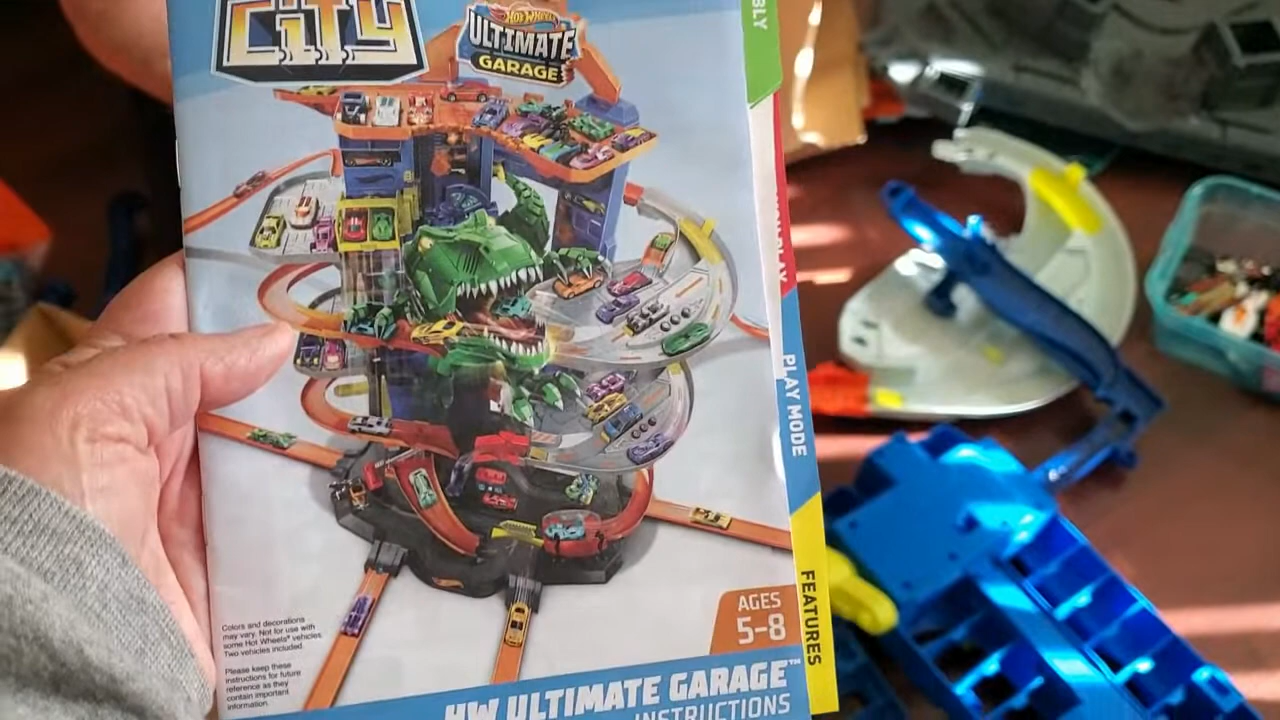 CITY
HOT WHEELS
ULTIMATE
GARAGE
BLY
PLAY
PLAY MODE
FEATURES
AGES
5-8
Colors and decorations
may vary. Not for use with
some Hot Wheels® vehicles.
Two vehicles included.
Please keep these
instructions for future
reference as they
contain important
information.
HW ULTIMATE GARAGE™
INSTRUCTIONS